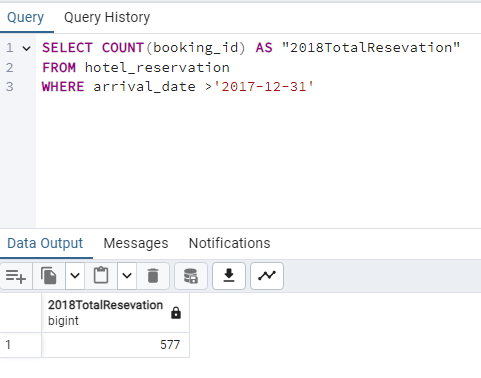 Query Query History
1 SELECT COUNT(booking_id) AS "2018TotalResevation"
2 FROM hotel_reservation
3 WHERE arrival_date >'2017-12-31'
Data Output Messages Notifications
2018TotalResevation
bigint
1 577